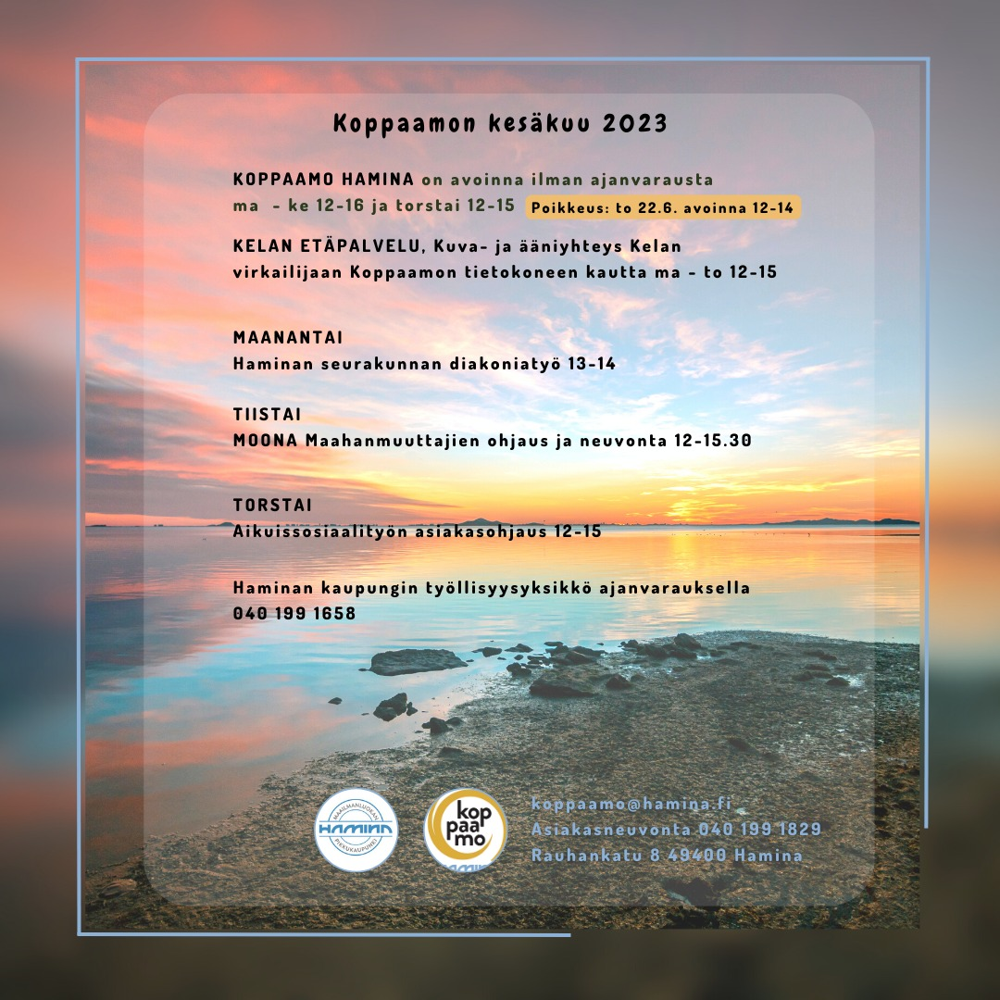 Koppaamon kesäkuu 2023
KOPPAAMO HAMINA on avoinna ilman ajanvarausta
ma - ke 12-16 ja torstai 12-15 Poikkeus: to 22.6. avoinna 12-14
KELAN ETÄPALVELU, Kuva- ja ääniyhteys Kelan
virkailijaan Koppaamon tietokoneen kautta ma - to 12-15
MAANANTAI
Haminan seurakunnan diakoniatyö 13-14
TIISTAI
MOONA Maahanmuuttajien ohjaus ja neuvonta 12-15.30
TORSTAI
Aikuissosiaalityön asiakasohjaus 12-15
Haminan kaupungin työllisyysyksikkö ajanvarauksella
040 199 1658
MAAILMANLUOKAN
HAMINA
PIKKUKAUPUNKI
kop
paa
mo
HAMINA
koppaamo@hamina.fi
Asiakasneuvonta 040 199 1829
Rauhankatu 8 49400 Hamina